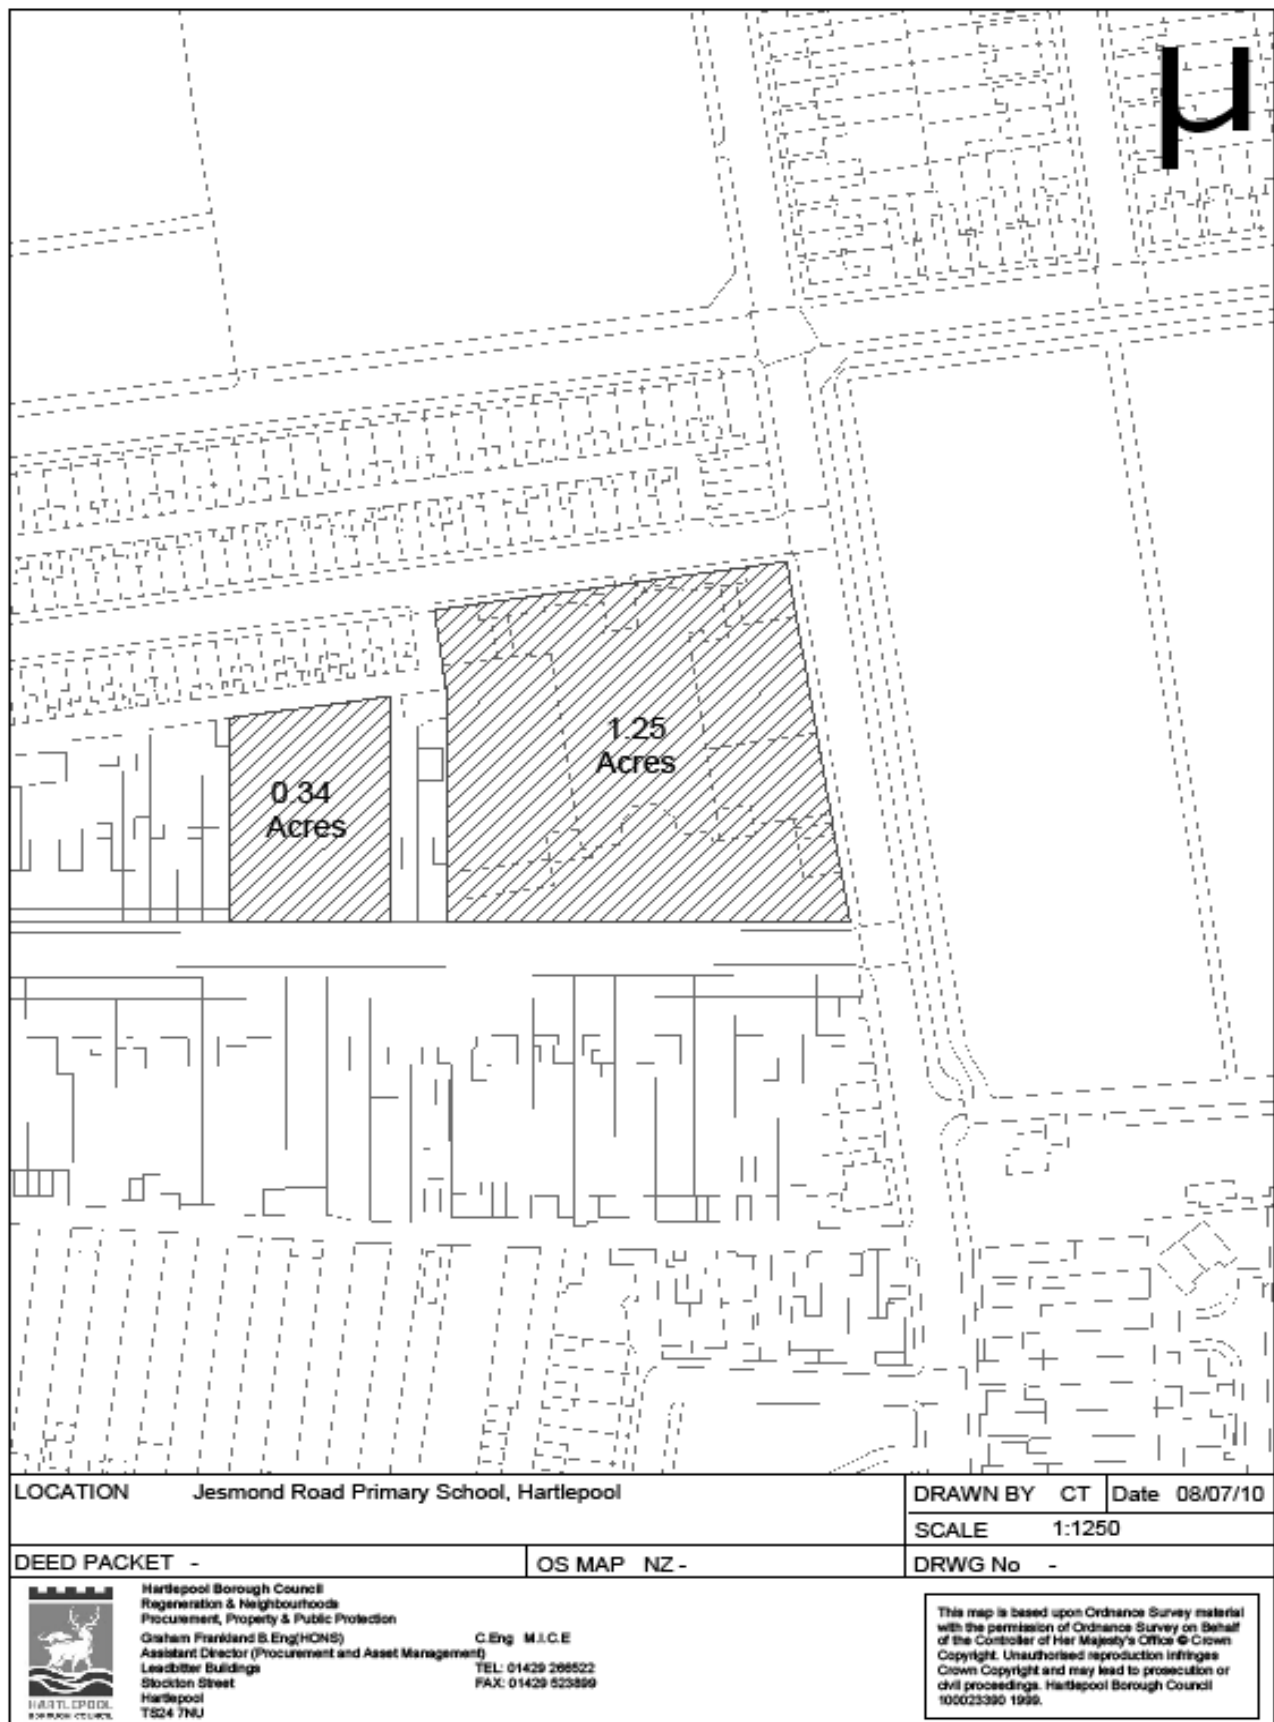 µ
1.25
Acres
0.34
Acres
LOCATION Jesmond Road Primary School, Hartlepool
DRAWN BY CT Date 08/07/10
SCALE 1:1250
DEED PACKET - OS MAP NZ - DRWG No -
Hartlepool Borough Council
Regeneration & Neighbourhoods
Procurement, Property & Public Protection
Graham Frankland B.Eng(HONS) C.Eng M.I.C.E
Assistant Director (Procurement and Asset Management)
Leadbitter Buildings TEL: 01429 266522
Stockton Street FAX: 01429 523899
Hartlepool
TS24 7NU
HARTLEPOOL
BOROUGH COUNCIL
This map is based upon Ordnance Survey material
with the permission of Ordnance Survey on Behalf
of the Controller of Her Majesty's Office © Crown
Copyright. Unauthorised reproduction infringes
Crown Copyright and may lead to prosecution or
civil proceedings. Hartlepool Borough Council
100023390 1999.